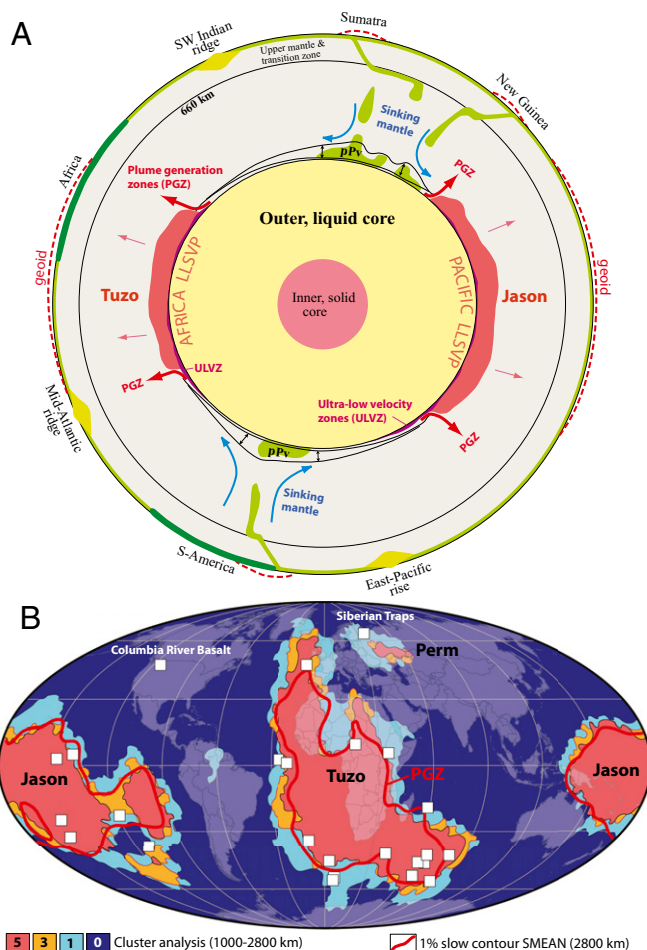 A
SW Indian
ridge
Sumatra
Upper mantle &
transition zone
660 km
New Guinea
Sinking
mantle
pPv
PGZ
Africa
Plume generation
zones (PGZ)
Outer, liquid core
geoid
Tuzo
AFRICA LLSVP
Inner, solid
core
PACIFIC LLSVP
Jason
geoid
ULVZ
PGZ
Ultra-low velocity
zones (ULVZ)
PGZ
Mid-Atlantic
ridge
pPv
Sinking
mantle
S-America
East-Pacific
rise
B
Siberian Traps
Columbia River Basalt
Perm
Jason
Tuzo
PGZ
Jason
5 3 1 0 Cluster analysis (1000-2800 km)
1% slow contour SMEAN (2800 km)